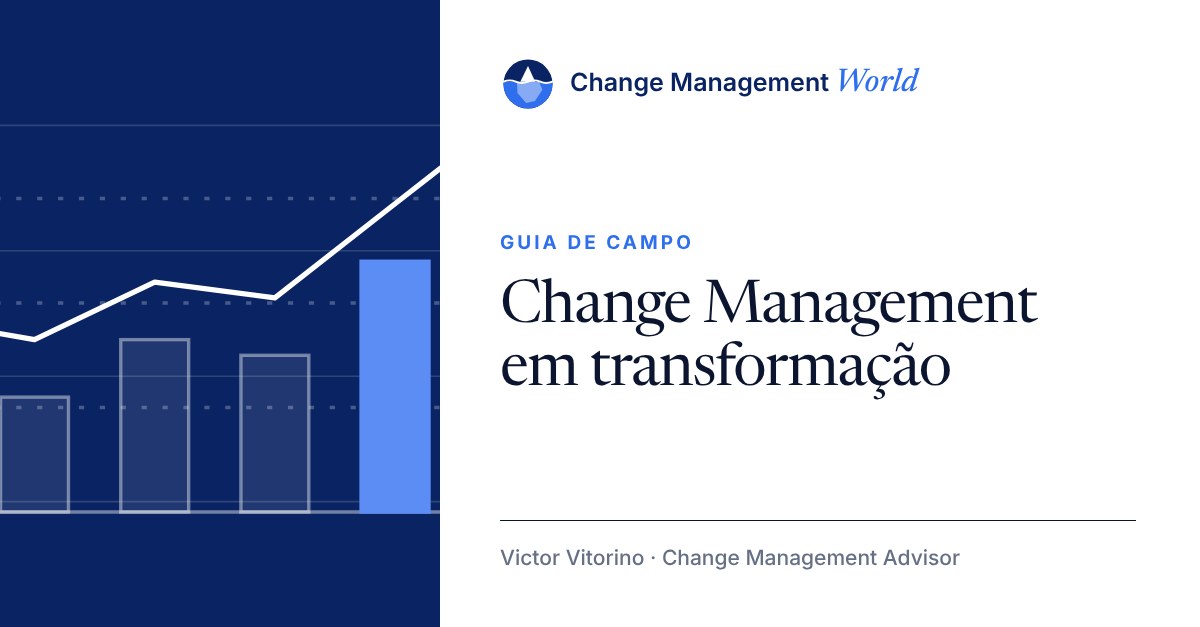 Change Management World
GUIA DE CAMPO
Change Management
em transformação
Victor Vitorino · Change Management Advisor